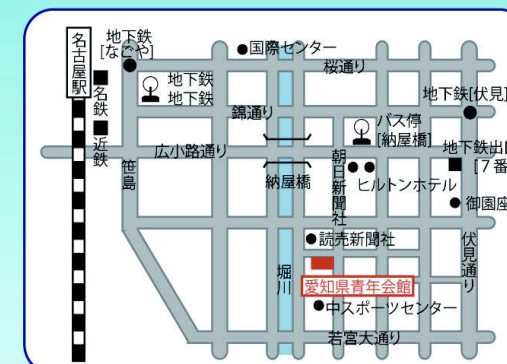 名古屋駅
地下鉄
[なごや]
国際センター
桜通り
名鉄
地下鉄
地下鉄
錦通り
地下鉄[伏見]
バス停
[納屋橋]
近鉄
広小路通り
地下鉄出口
[7番
笹島
納屋橋
朝日新聞社
ヒルトンホテル
御園座
読売新聞社
伏見通り
堀川
愛知県青年会館
中スポーツセンター
若宮大通り